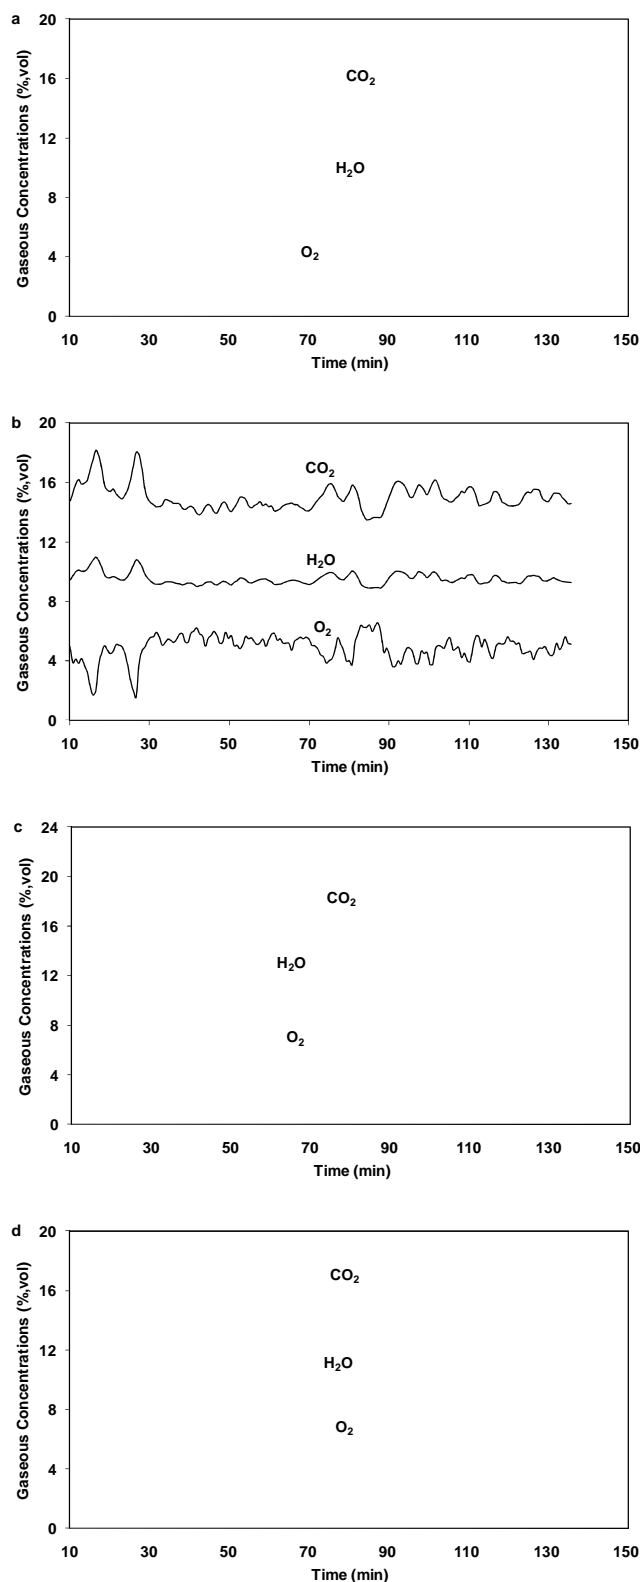 a
20
16
12
8
4
0
Gaseous Concentrations (%,vol)
CO₂
H₂O
O₂
10 30 50 70 90 110 130 150
Time (min)
b
20
16
12
8
4
0
Gaseous Concentrations (%,vol)
CO₂
H₂O
O₂
10 30 50 70 90 110 130 150
Time (min)
c
24
20
16
12
8
4
0
Gaseous Concentrations (%,vol)
CO₂
H₂O
O₂
10 30 50 70 90 110 130 150
Time (min)
d
20
16
12
8
4
0
Gaseous Concentrations (%,vol)
CO₂
H₂O
O₂
10 30 50 70 90 110 130 150
Time (min)